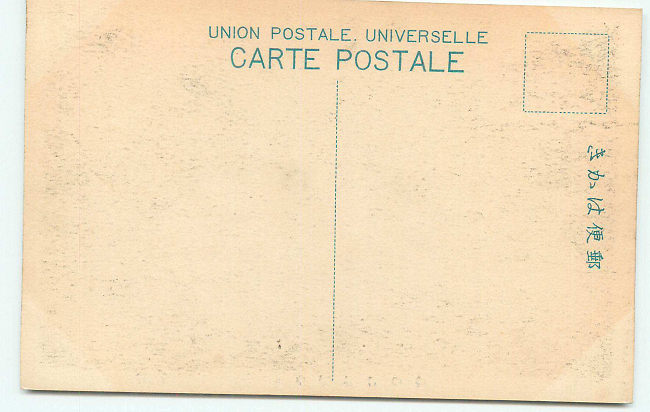 UNION POSTALE. UNIVERSELLE
CARTE POSTALE
郵便はかき